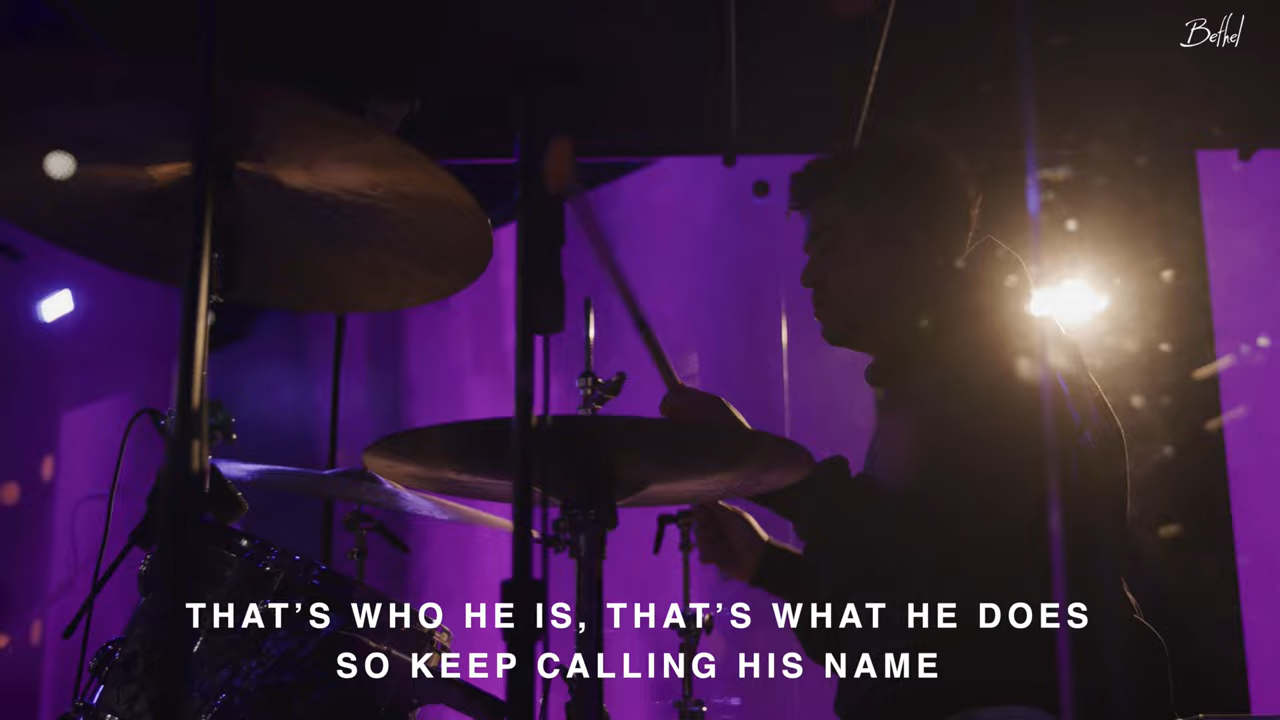 Bethel
THAT'S WHO HE IS, THAT'S WHAT HE DOES
SO KEEP CALLING HIS NAME